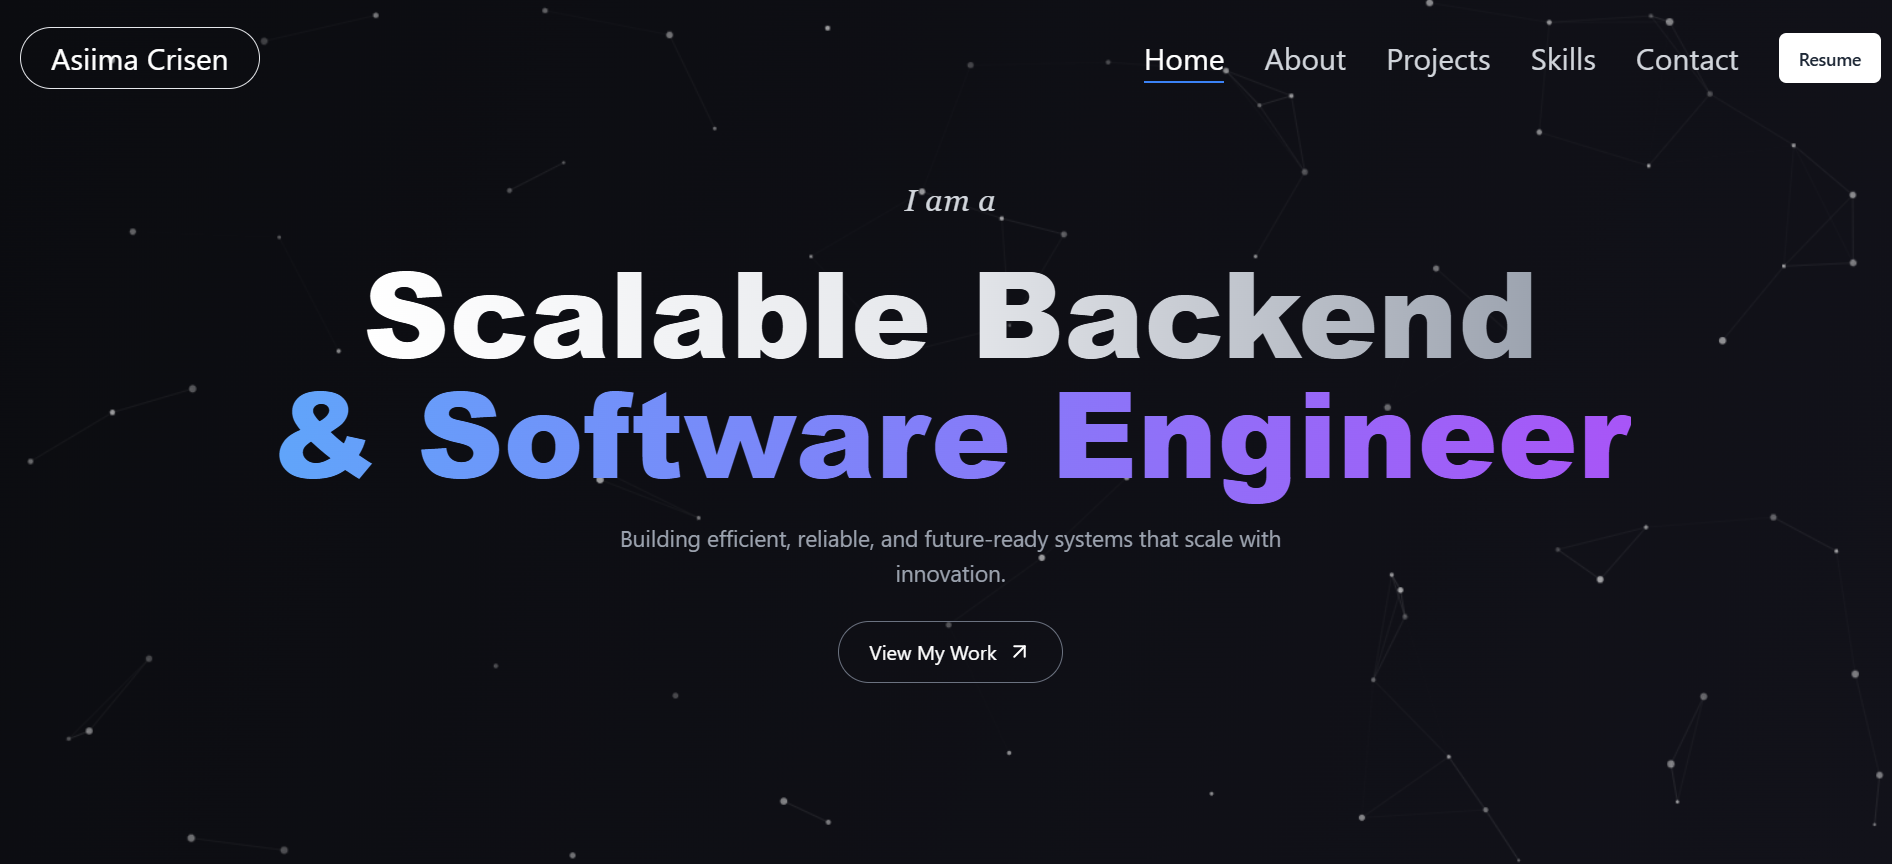 Asiima Crisen
Home About Projects Skills Contact Resume
I am a
Scalable Backend
& Software Engineer
Building efficient, reliable, and future-ready systems that scale with
innovation.
View My Work